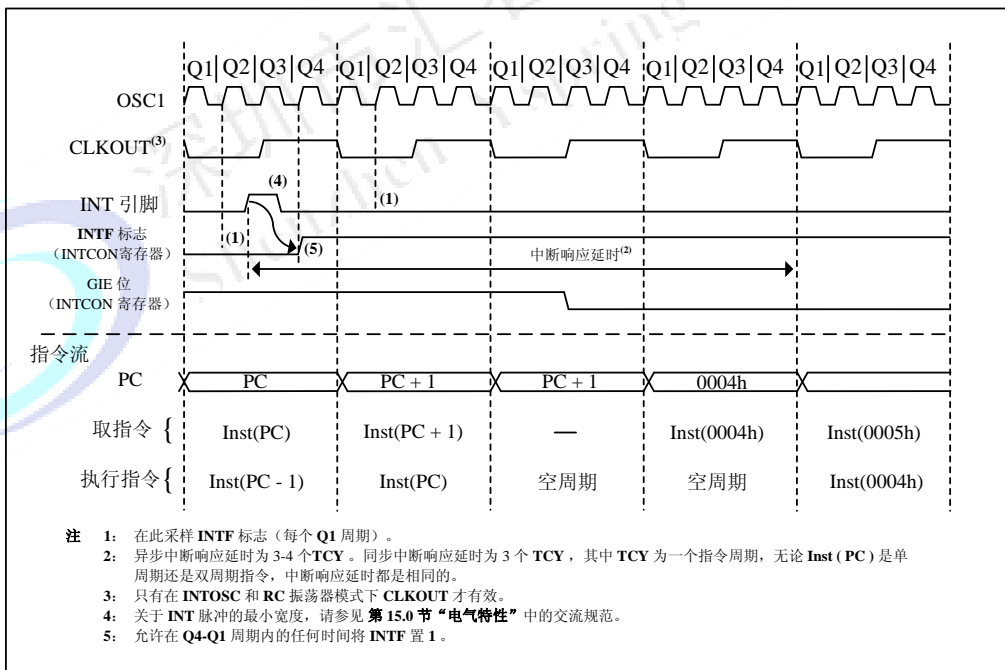 深圳市汇
Shenzhen
Q1|Q2|Q3|Q4 Q1|Q2|Q3|Q4 Q1|Q2|Q3|Q4 Q1|Q2|Q3|Q4 Q1|Q2|Q3|Q4
OSC1
CLKOUT(3)
(4)
INT 引脚 (1)
INTF 标志
(INTCON寄存器) (1) (5)
中断响应延时(2)
GIE 位
(INTCON 寄存器)
指令流
PC PC PC + 1 PC + 1 0004h
取指令 { Inst(PC) Inst(PC + 1) — Inst(0004h) Inst(0005h)
执行指令{ Inst(PC - 1) Inst(PC) 空周期 空周期 Inst(0004h)
注 1: 在此采样 INTF 标志(每个 Q1 周期)。
2: 异步中断响应延时为 3-4 个TCY 。同步中断响应延时为 3 个 TCY ,其中 TCY 为一个指令周期,无论 Inst ( PC ) 是单
周期还是双周期指令,中断响应延时都是相同的。
3: 只有在 INTOSC 和 RC 振荡器模式下 CLKOUT 才有效。
4: 关于 INT 脉冲的最小宽度,请参见 第 15.0 节“电气特性”中的交流规范。
5: 允许在 Q4-Q1 周期内的任何时间将 INTF 置 1 。